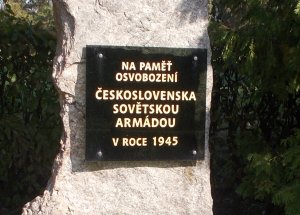 NA PAMĚŤ
OSVOBOZENÍ
ČESKOSLOVENSKA
SOVĚTSKOU
ARMÁDOU
V ROCE 1945